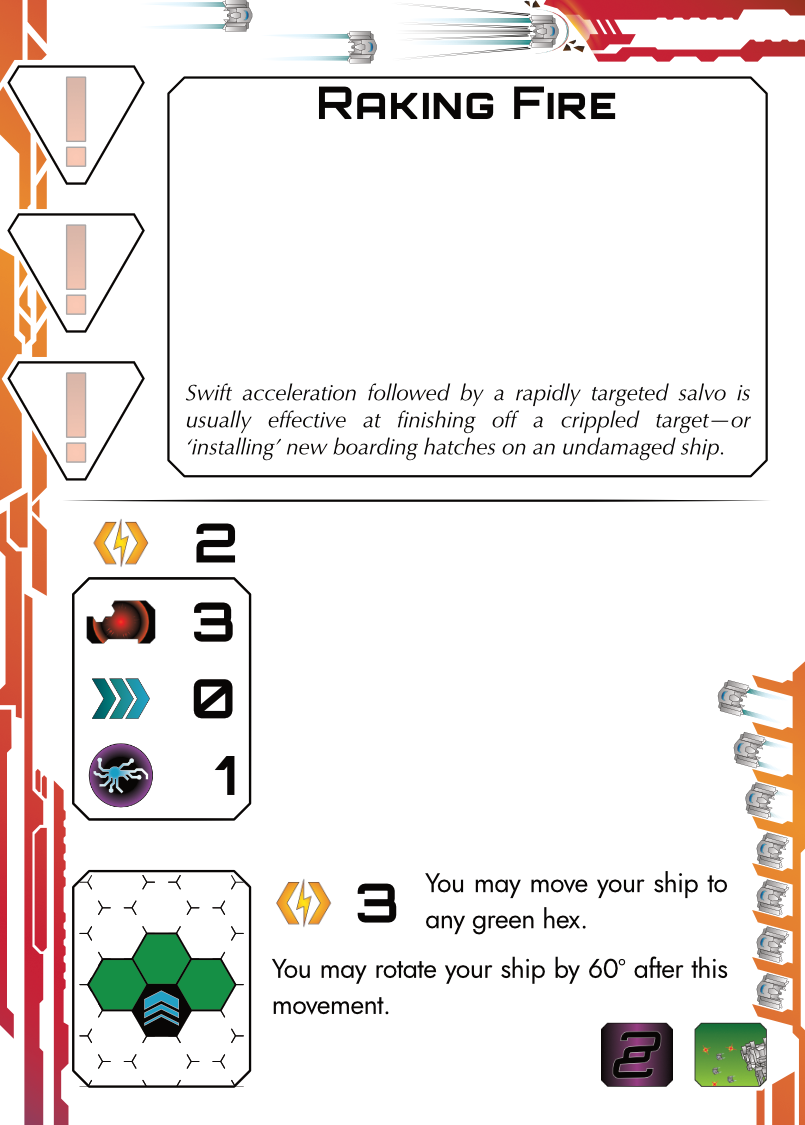 RAKING FIRE
Swift acceleration followed by a rapidly targeted salvo is
usually effective at finishing off a crippled target—or
‘installing’ new boarding hatches on an undamaged ship.
2
3
0
1
3 You may move your ship to
any green hex.
You may rotate your ship by 60° after this
movement.
2